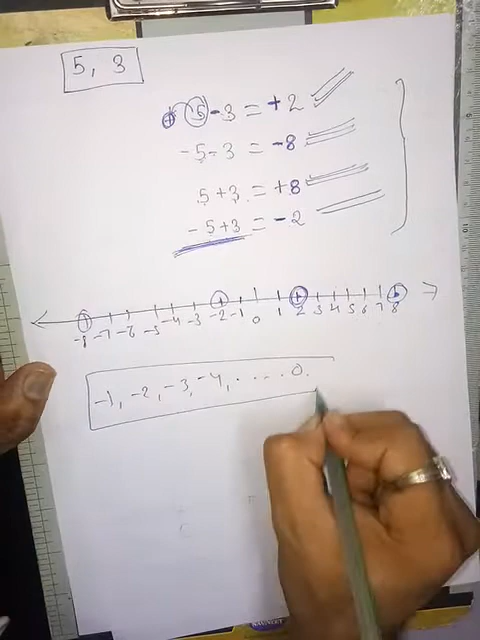 5, 3
+ 5 - 3 = +2
-5-3 = -8
5+3 = +8
-5+3 = -2
-8 -7 -6 -5 -4 -3 -2 -1 0 1 2 3 4 5 6 7 8
-1, -2, -3, -4, ..... 0.